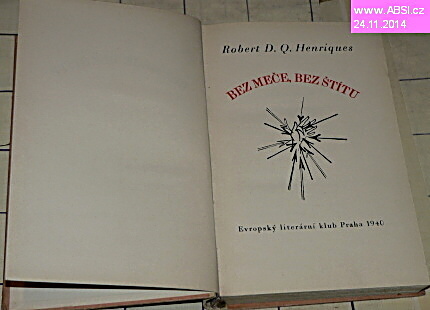 www.ABSI.cz
24.11.2014
Robert D. Q. Henriques
BEZ MEČE, BEZ ŠTÍTU
Evropský literární klub Praha 1940